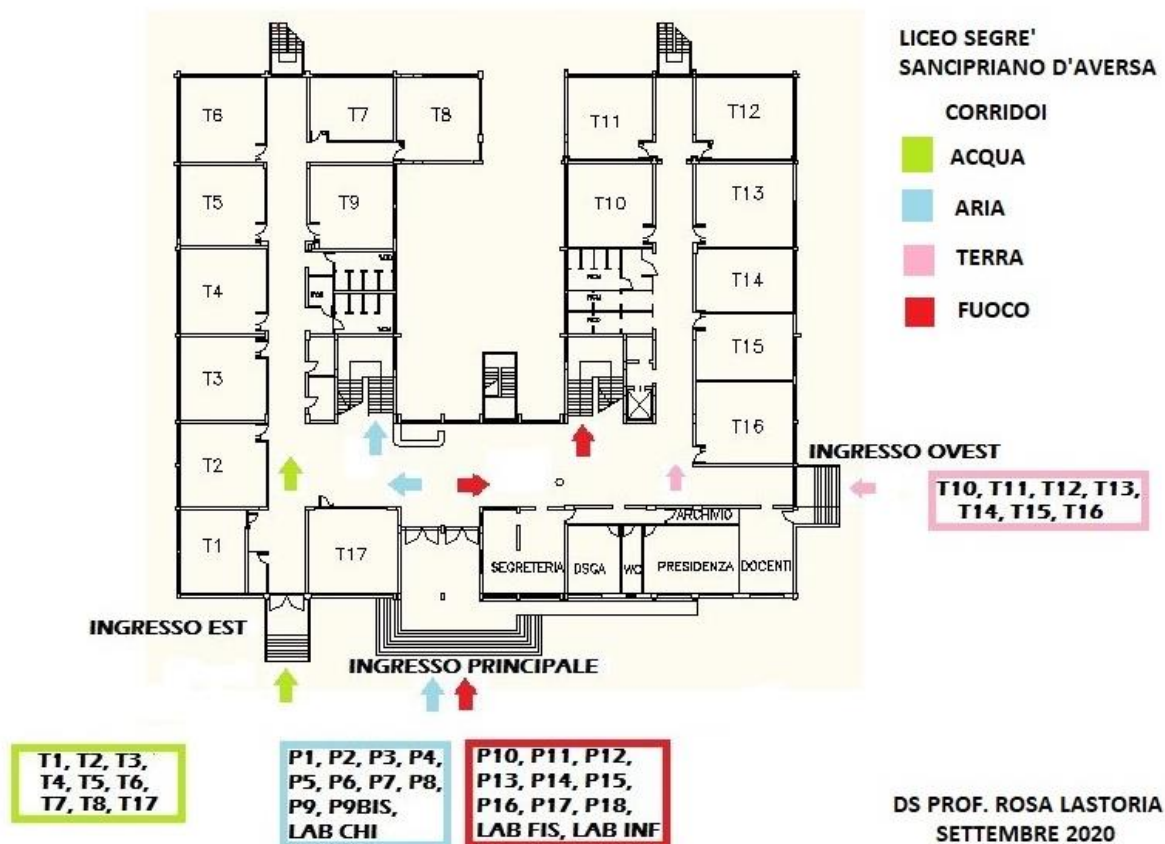 LICEO SEGRE'
SANCIPRIANO D'AVERSA
CORRIDOI
ACQUA
ARIA
TERRA
FUOCO
T6
T7
T8
T11
T12
T5
T9
T10
T13
T4
T14
T3
T15
T2
T16
INGRESSO OVEST
T10, T11, T12, T13,
T14, T15, T16
T1
T17
ARCHIVIO
SEGRETERIA
DSGA
WC
PRESIDENZA
DOCENTI
INGRESSO EST
INGRESSO PRINCIPALE
T1, T2, T3,
T4, T5, T6,
T7, T8, T17
P1, P2, P3, P4,
P5, P6, P7, P8,
P9, P9BIS,
LAB CHI
P10, P11, P12,
P13, P14, P15,
P16, P17, P18,
LAB FIS, LAB INF
DS PROF. ROSA LASTORIA
SETTEMBRE 2020